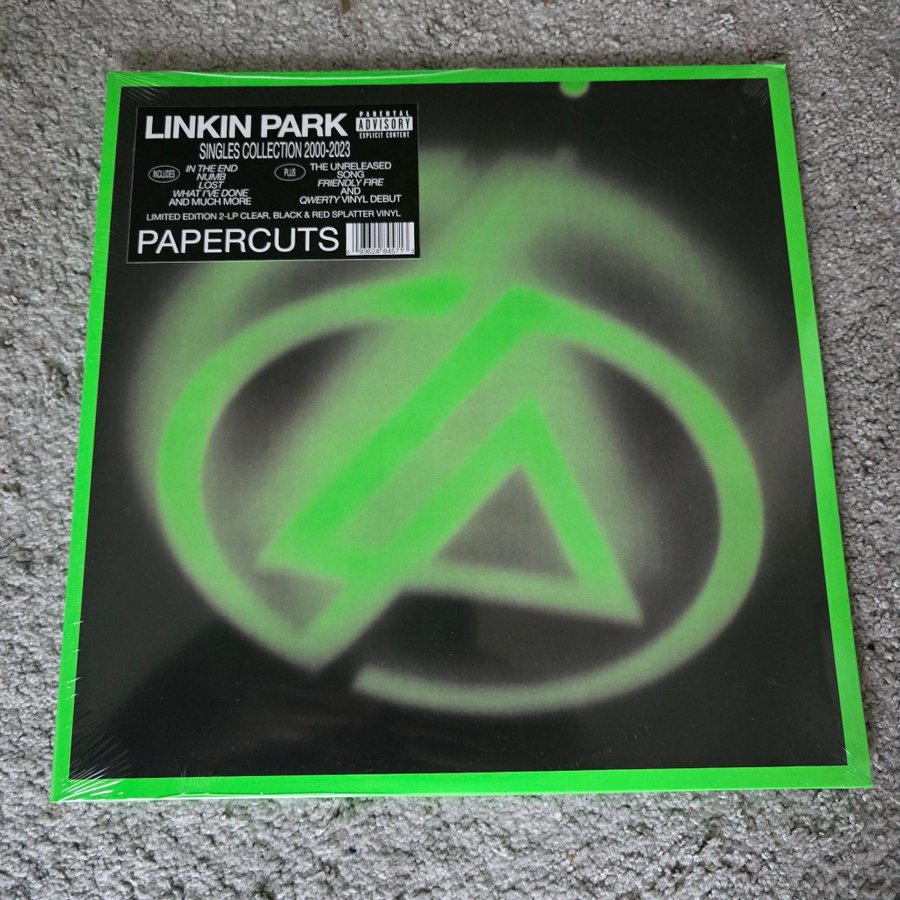 LINKIN PARK
PARENTAL
ADVISORY
EXPLICIT CONTENT
SINGLES COLLECTION 2000-2023
INCLUDES
IN THE END
NUMB
LOST
WHAT I'VE DONE
AND MUCH MORE
PLUS
THE UNRELEASED
SONG
FRIENDLY FIRE
AND
QWERTY VINYL DEBUT
LIMITED EDITION 2-LP CLEAR, BLACK & RED SPLATTER VINYL
PAPERCUTS
93624 84571